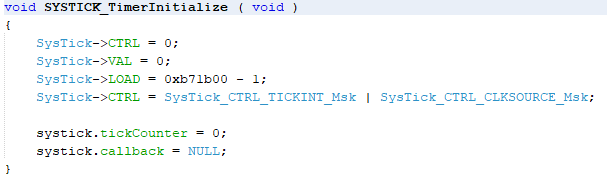 void SYSTICK_TimerInitialize ( void )
{
SysTick->CTRL = 0;
SysTick->VAL = 0;
SysTick->LOAD = 0xb71b00 - 1;
SysTick->CTRL = SysTick_CTRL_TICKINT_Msk | SysTick_CTRL_CLKSOURCE_Msk;
systick.tickCounter = 0;
systick.callback = NULL;
}